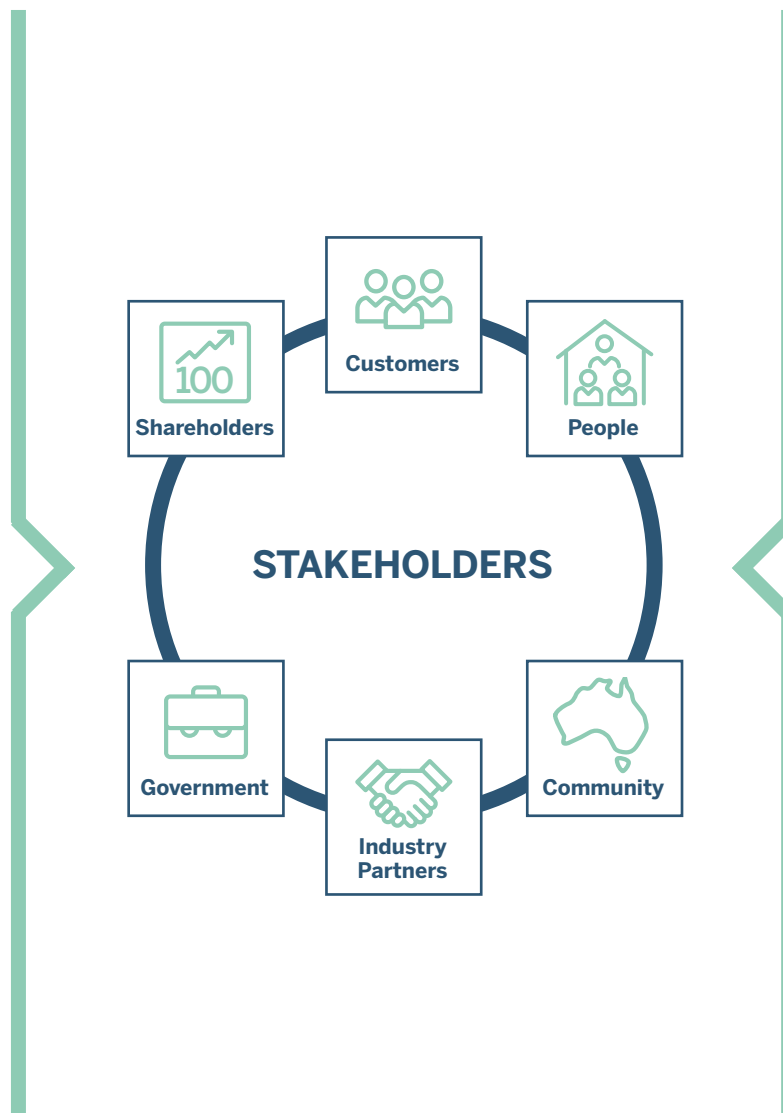 Customers
100
Shareholders
People
STAKEHOLDERS
Government
Community
Industry
Partners